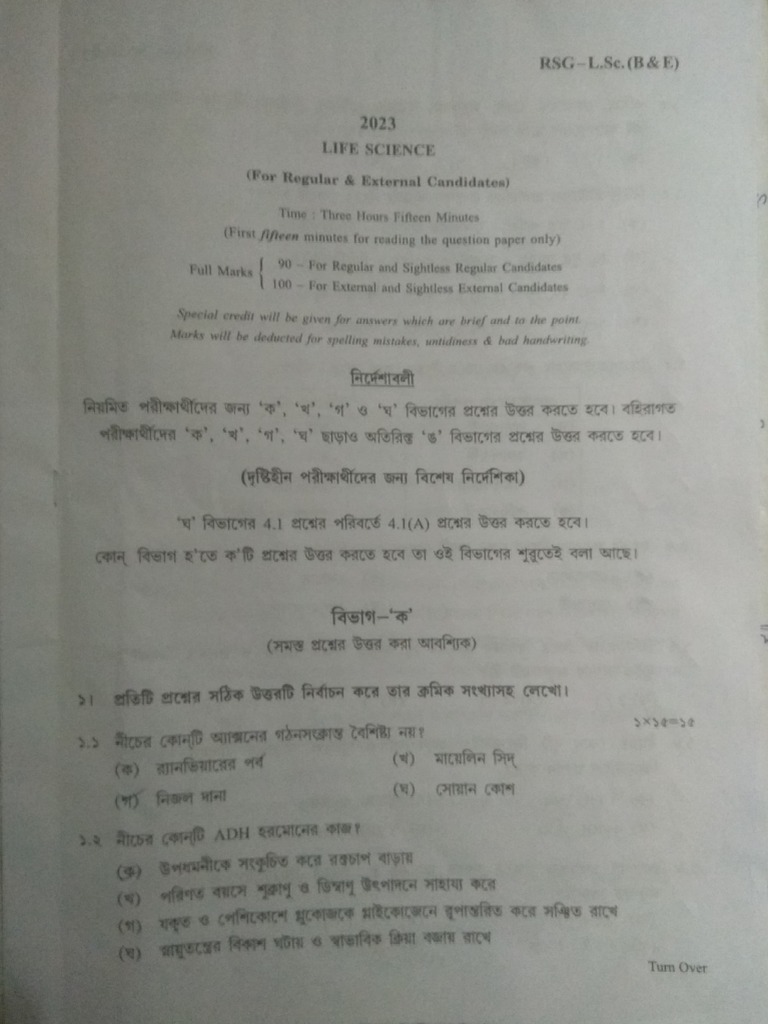 RSG – L.Sc. (B & E)
2023
LIFE SCIENCE
(For Regular & External Candidates)
Time : Three Hours Fifteen Minutes
(First fifteen minutes for reading the question paper only)
Full Marks { 90 – For Regular and Sightless Regular Candidates
100 – For External and Sightless External Candidates
Special credit will be given for answers which are brief and to the point.
Marks will be deducted for spelling mistakes, untidiness & bad handwriting.
নির্দেশাবলী
নিয়মিত পরীক্ষার্থীদের জন্য ‘ক’, ‘খ’, ‘গ’ ও ‘ঘ’ বিভাগের প্রশ্নের উত্তর করতে হবে। বহিরাগত
পরীক্ষার্থীদের ‘ক’, ‘খ’, ‘গ’, ‘ঘ’ ছাড়াও অতিরিক্ত ‘ঙ’ বিভাগের প্রশ্নের উত্তর করতে হবে।
(দৃষ্টিহীন পরীক্ষার্থীদের জন্য বিশেষ নির্দেশিকা)
‘ঘ’ বিভাগের 4.1 প্রশ্নের পরিবর্তে 4.1(A) প্রশ্নের উত্তর করতে হবে।
কোন্ বিভাগ হ'তে ক'টি প্রশ্নের উত্তর করতে হবে তা ওই বিভাগের শুরুতেই বলা আছে।
বিভাগ–‘ক’
(সমস্ত প্রশ্নের উত্তর করা আবশ্যিক)
১। প্রতিটি প্রশ্নের সঠিক উত্তরটি নির্বাচন করে তার ক্রমিক সংখ্যাসহ লেখো।
১×১৫=১৫
১.১ নীচের কোন্‌টি অ্যাক্সনের গঠনসংক্রান্ত বৈশিষ্ট্য নয়?
(ক) র‍্যানভিয়ারের পর্ব (খ) মায়েলিন সিদ্
(গ) নিজল দানা (ঘ) সোয়ান কোশ
১.২ নীচের কোন্‌টি ADH হরমোনের কাজ?
(ক) উপধমনীকে সংকুচিত করে রক্তচাপ বাড়ায়
(খ) পরিণত বয়সে শুক্রাণু ও ডিম্বাণু উৎপাদনে সাহায্য করে
(গ) যকৃত ও পেশিকোশে গ্লুকোজকে গ্লাইকোজেনে রূপান্তরিত করে সঞ্চিত রাখে
(ঘ) স্নায়ুতন্ত্রের বিকাশ ঘটায় ও স্বাভাবিক ক্রিয়া বজায় রাখে
Turn Over